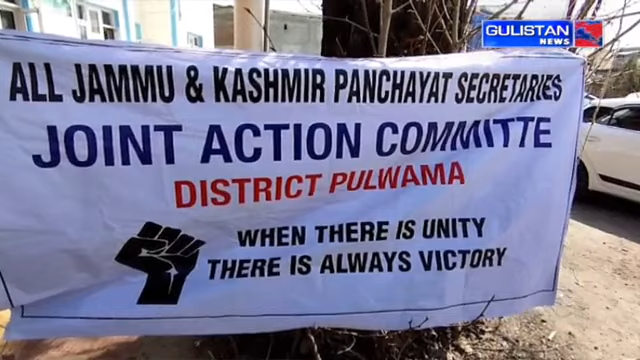 GULISTAN
NEWS
ALL JAMMU & KASHMIR PANCHAYAT SECRETARIES
JOINT ACTION COMMITTE
DISTRICT PULWAMA
WHEN THERE IS UNITY
THERE IS ALWAYS VICTORY